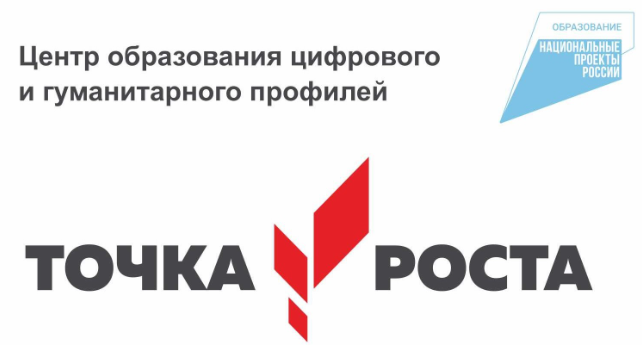 Центр образования цифрового
и гуманитарного профилей
ОБРАЗОВАНИЕ
НАЦИОНАЛЬНЫЕ
ПРОЕКТЫ
РОССИИ
ТОЧКА РОСТА